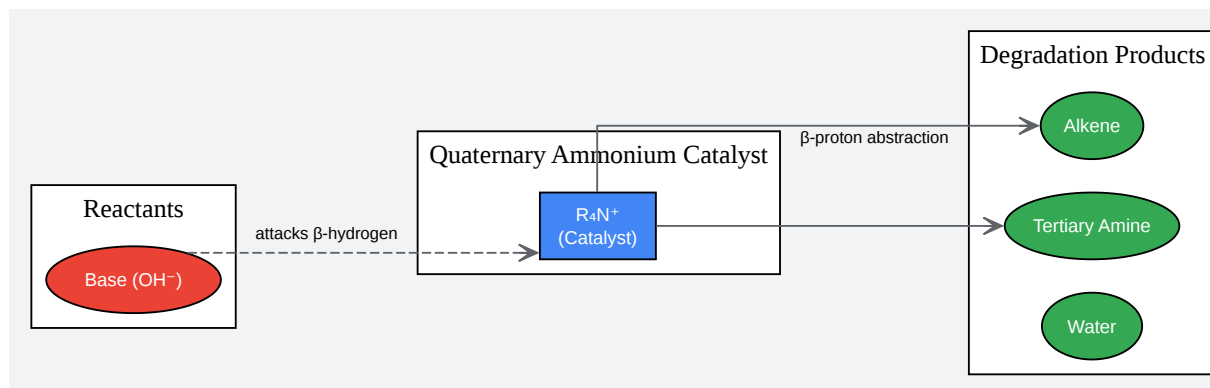 Reactants
Base (OH⁻)
attacks β-hydrogen
Quaternary Ammonium Catalyst
R₄N⁺
(Catalyst)
β-proton abstraction
Degradation Products
Alkene
Tertiary Amine
Water